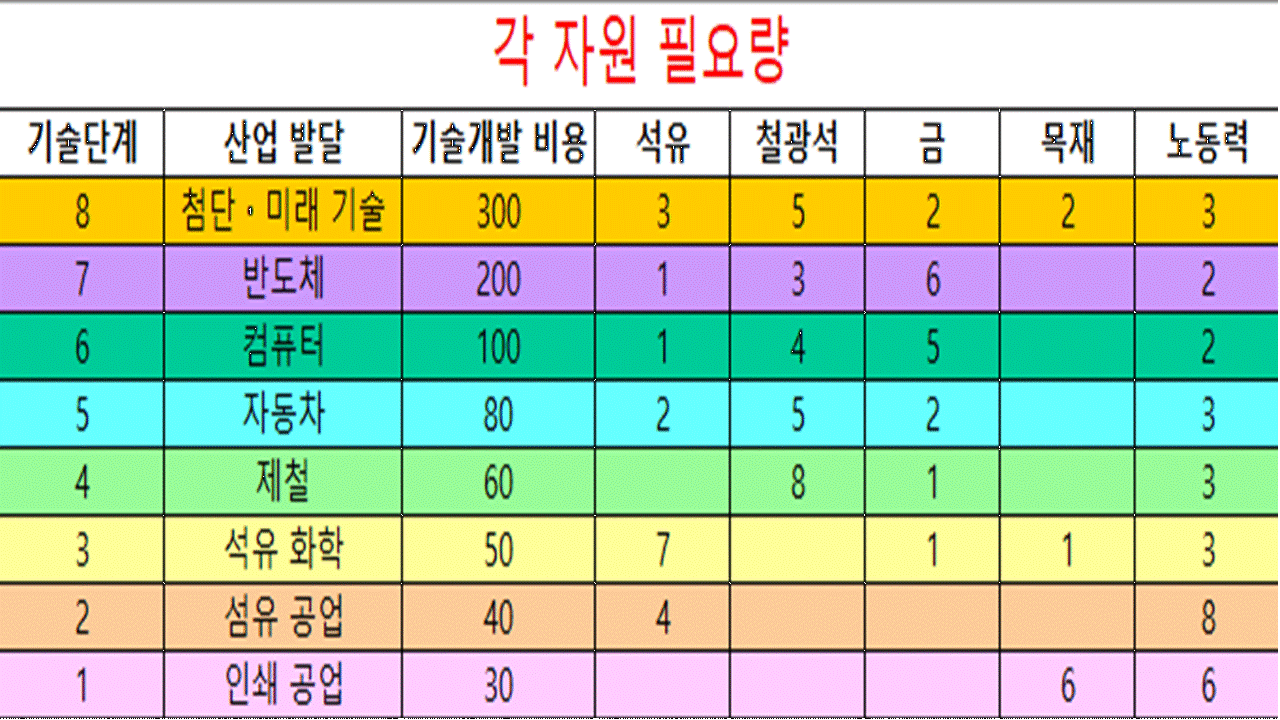 각 자원 필요량
기술단계 산업 발달 기술개발 비용 석유 철광석 금 목재 노동력
8 첨단·미래 기술 300 3 5 2 2 3
7 반도체 200 1 3 6 2
6 컴퓨터 100 1 4 5 2
5 자동차 80 2 5 2 3
4 제철 60 8 1 3
3 석유 화학 50 7 1 1 3
2 섬유 공업 40 4 8
1 인쇄 공업 30 6 6